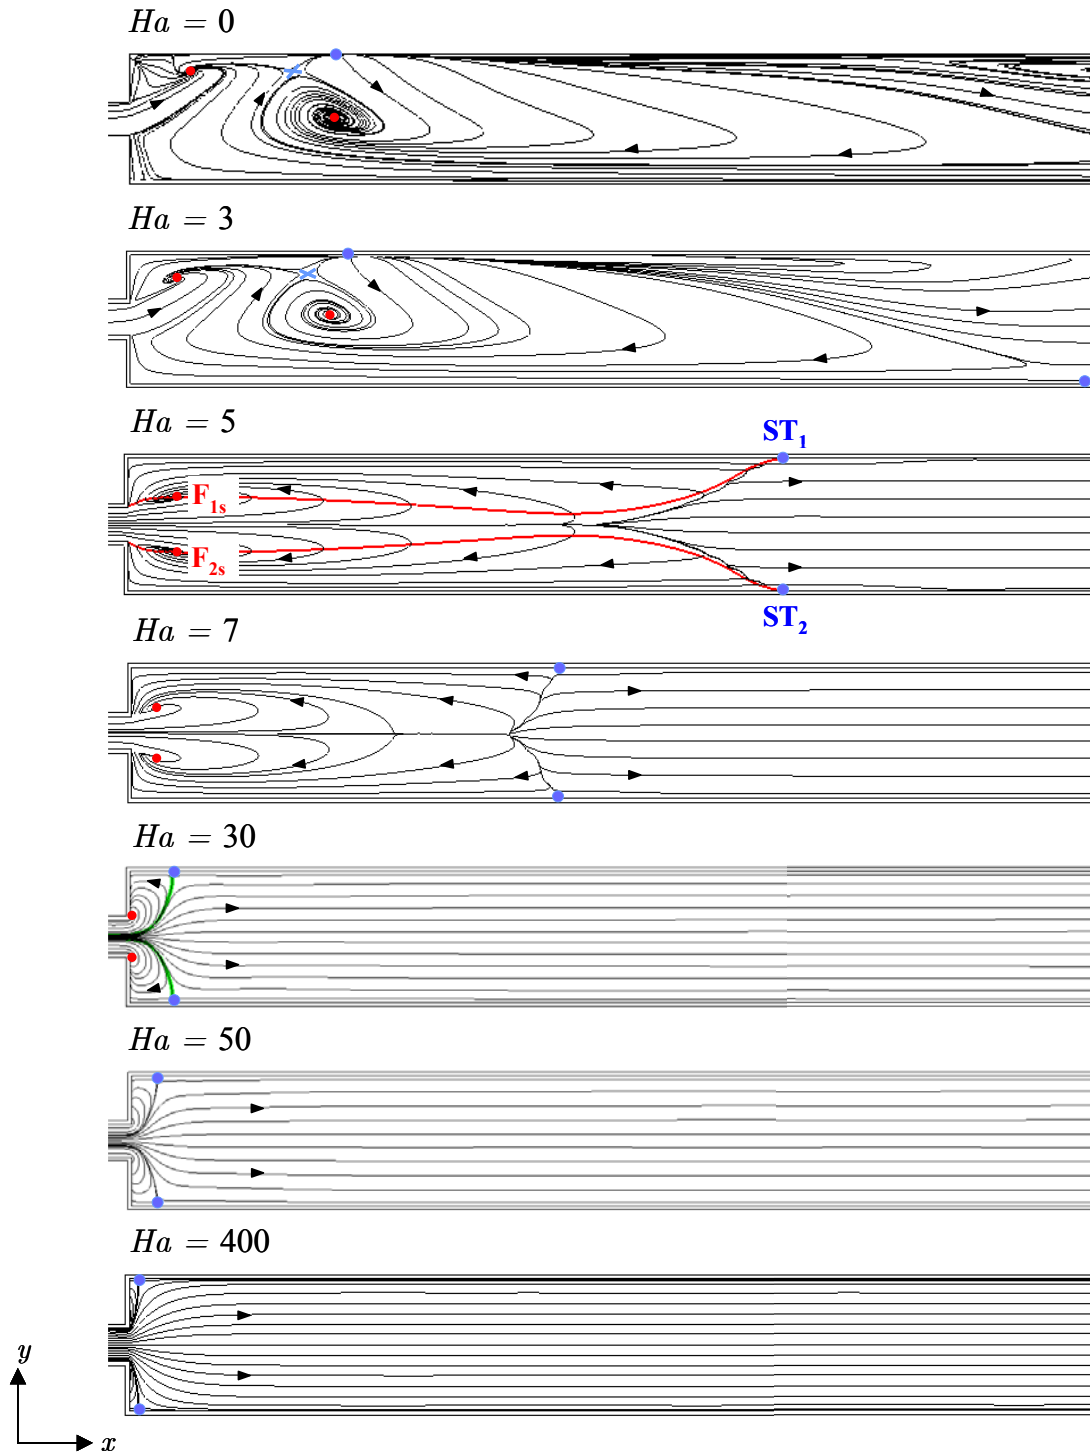 Ha = 0
Ha = 3
Ha = 5
ST1
F1s
F2s
ST2
Ha = 7
Ha = 30
Ha = 50
Ha = 400
y
x